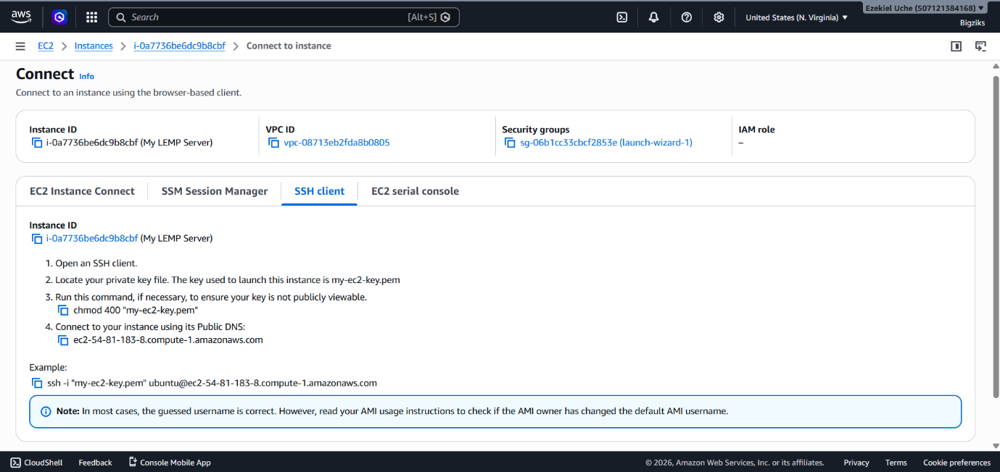 aws
Search [Alt+S]
United States (N. Virginia)
Ezekiel Uche (507121384168)
Bigziks
EC2 Instances i-0a7736be6dc9b8cbf Connect to instance
Connect Info
Connect to an instance using the browser-based client.
Instance ID
i-0a7736be6dc9b8cbf (My LEMP Server)
VPC ID
vpc-08713eb2fda8b0805
Security groups
sg-06b1cc33cbcf2853e (launch-wizard-1)
IAM role
–
EC2 Instance Connect SSM Session Manager SSH client EC2 serial console
Instance ID
i-0a7736be6dc9b8cbf (My LEMP Server)
1. Open an SSH client.
2. Locate your private key file. The key used to launch this instance is my-ec2-key.pem
3. Run this command, if necessary, to ensure your key is not publicly viewable.
chmod 400 "my-ec2-key.pem"
4. Connect to your instance using its Public DNS:
ec2-54-81-183-8.compute-1.amazonaws.com
Example:
ssh -i "my-ec2-key.pem" ubuntu@ec2-54-81-183-8.compute-1.amazonaws.com
Note: In most cases, the guessed username is correct. However, read your AMI usage instructions to check if the AMI owner has changed the default AMI username.
CloudShell Feedback Console Mobile App © 2026, Amazon Web Services, Inc. or its affiliates. Privacy Terms Cookie preferences